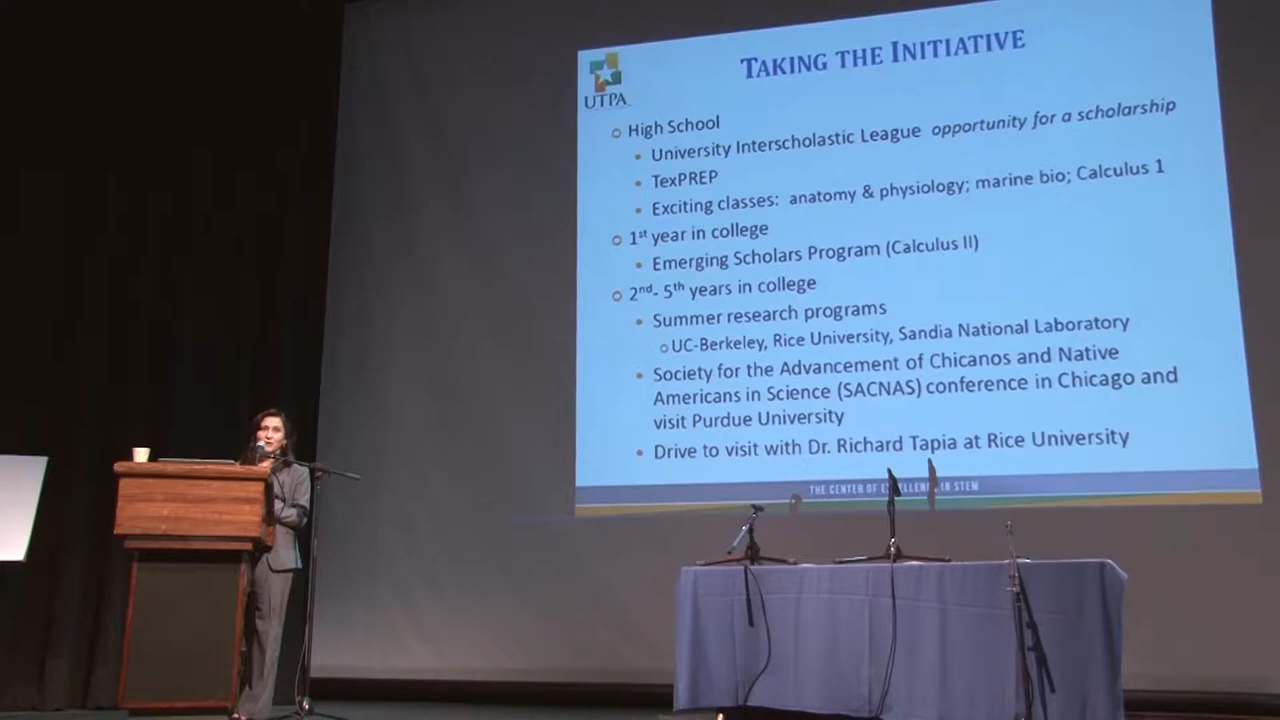 TAKING THE INITIATIVE
UTPA
High School
University Interscholastic League opportunity for a scholarship
TexPREP
Exciting classes: anatomy & physiology; marine bio; Calculus 1
1st year in college
Emerging Scholars Program (Calculus II)
2nd- 5th years in college
Summer research programs
UC-Berkeley, Rice University, Sandia National Laboratory
Society for the Advancement of Chicanos and Native
Americans in Science (SACNAS) conference in Chicago and
visit Purdue University
Drive to visit with Dr. Richard Tapia at Rice University
THE CENTER OF EXCELLENCE IN STEM